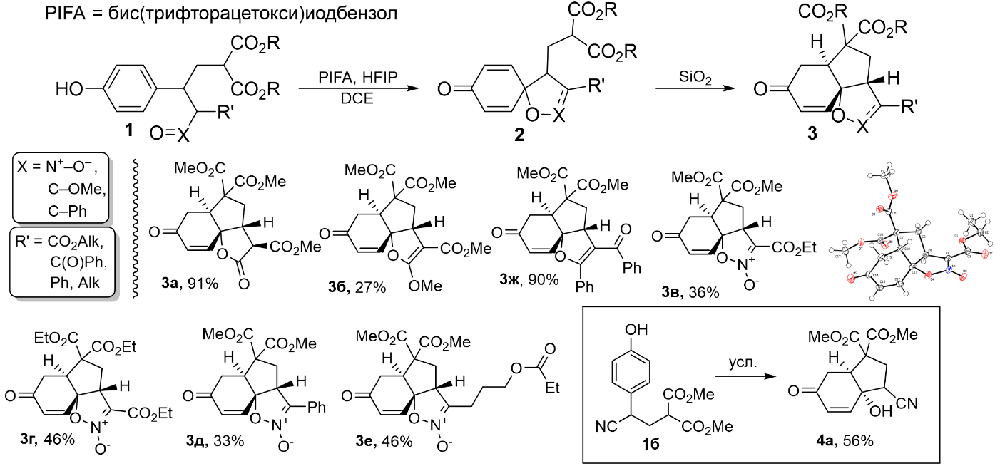 PIFA = бис(трифторацетокси)иодбензол
CO₂R
CO₂R
HO
R'
O=X
1
PIFA, HFIP
DCE
CO₂R
CO₂R
O
R'
O
X
2
SiO₂
CO₂R
CO₂R
H
H
O
R'
O
X
3
X = N⁺–O⁻,
C–OMe,
C–Ph
R' = CO₂Alk,
C(O)Ph,
Ph, Alk
MeO₂C
CO₂Me
H
H
O
CO₂Me
O
O
3а, 91%
MeO₂C
CO₂Me
H
H
O
CO₂Me
O
OMe
3б, 27%
MeO₂C
CO₂Me
H
H
O
O
O
Ph
Ph
3ж, 90%
MeO₂C
CO₂Me
H
H
O
CO₂Et
O
N⁺
O⁻
3в, 36%
EtO₂C
CO₂Et
H
H
O
CO₂Et
O
N⁺
O⁻
3г, 46%
MeO₂C
CO₂Me
H
H
O
Ph
O
N⁺
O⁻
3д, 33%
MeO₂C
CO₂Me
H
H
O
O
O
Et
O
N⁺
O⁻
3е, 46%
OH
CO₂Me
NC
CO₂Me
1б
усл.
MeO₂C
CO₂Me
H
O
OH
CN
4а, 56%